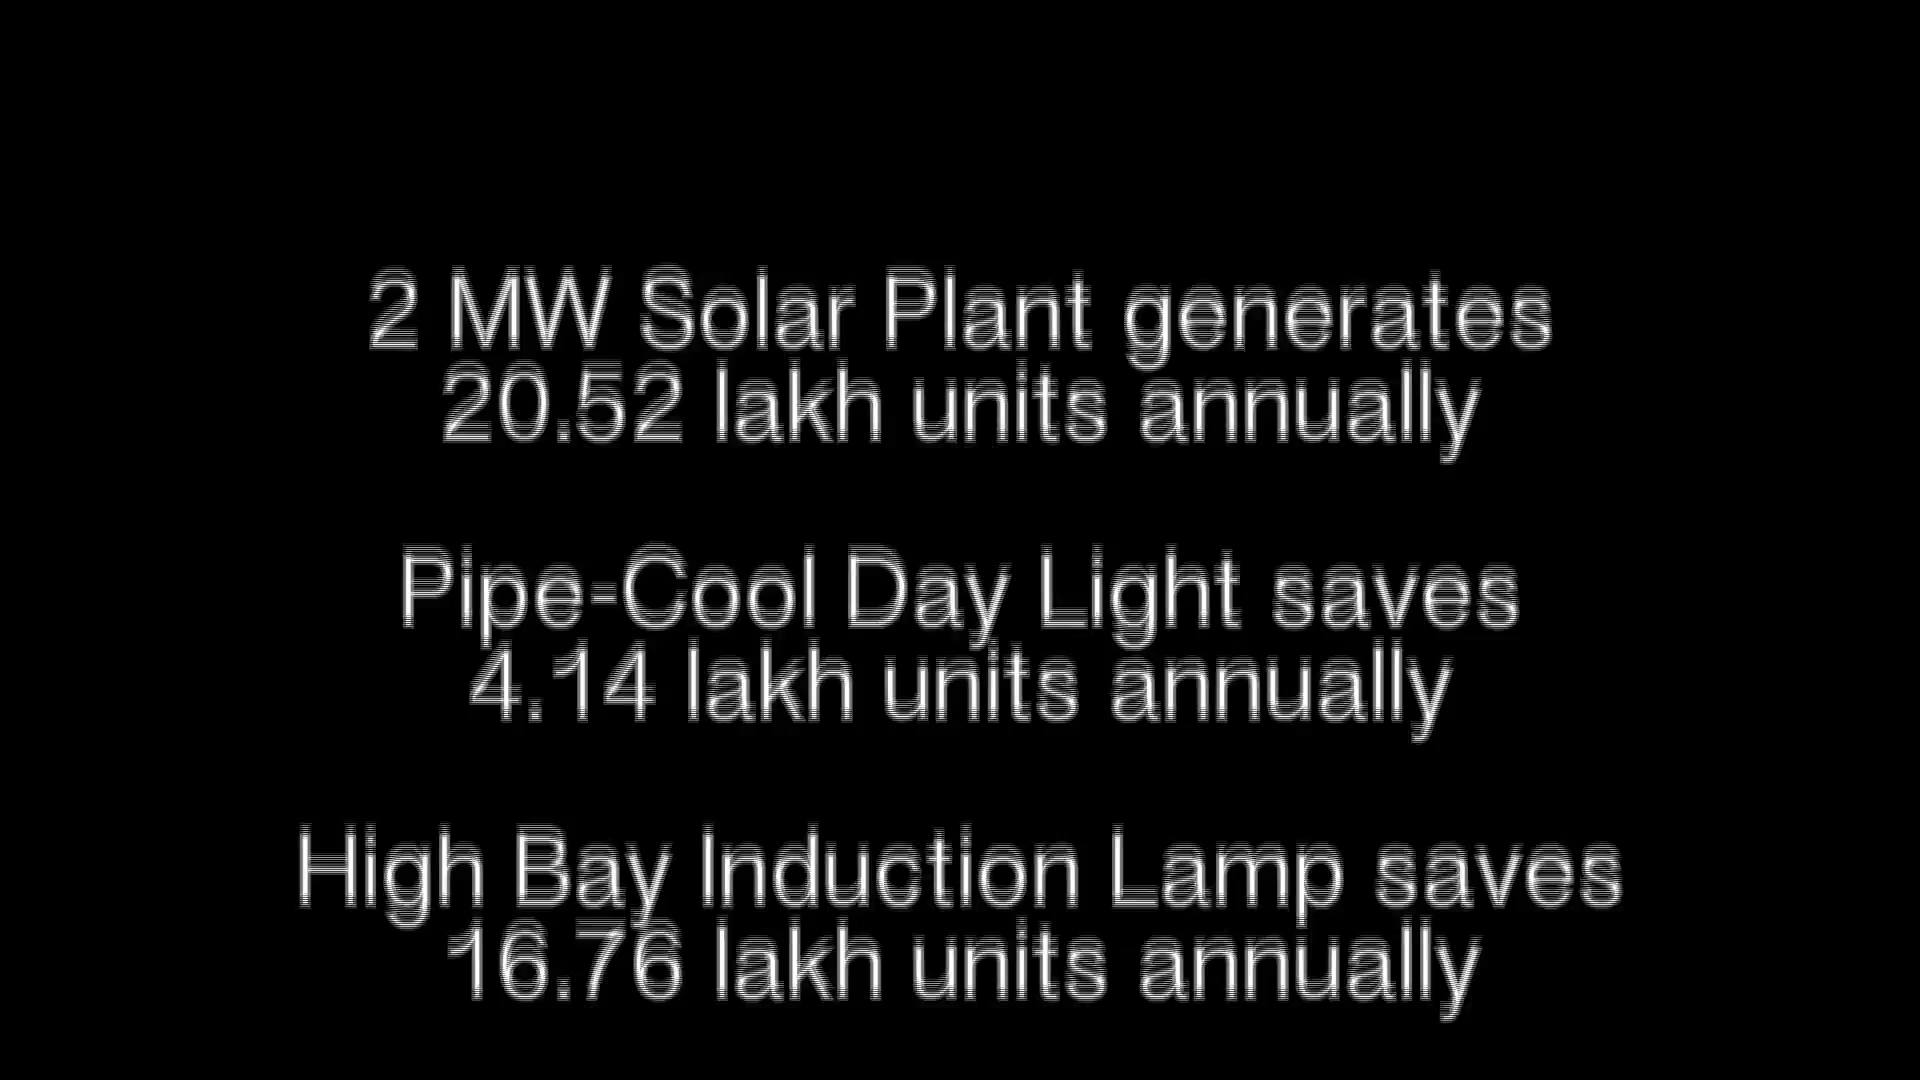 2 MW Solar Plant generates
20.52 lakh units annually
Pipe-Cool Day Light saves
4.14 lakh units annually
High Bay Induction Lamp saves
16.76 lakh units annually